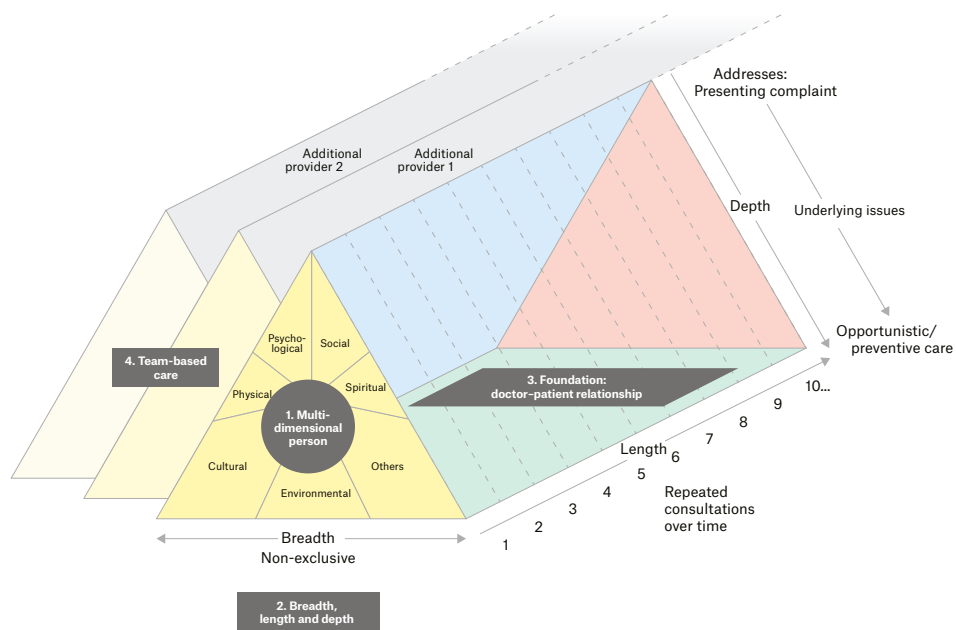 Addresses:
Presenting complaint
Additional
provider 2
Additional
provider 1
Depth
Underlying issues
Opportunistic/
preventive care
Psycho-
logical
Social
4. Team-based
care
Physical
Spiritual
1. Multi-
dimensional
person
3. Foundation:
doctor–patient relationship
Cultural
Others
Environmental
Length
1
2
3
4
5
6
7
8
9
10...
Repeated
consultations
over time
Breadth
Non-exclusive
2. Breadth,
length and depth